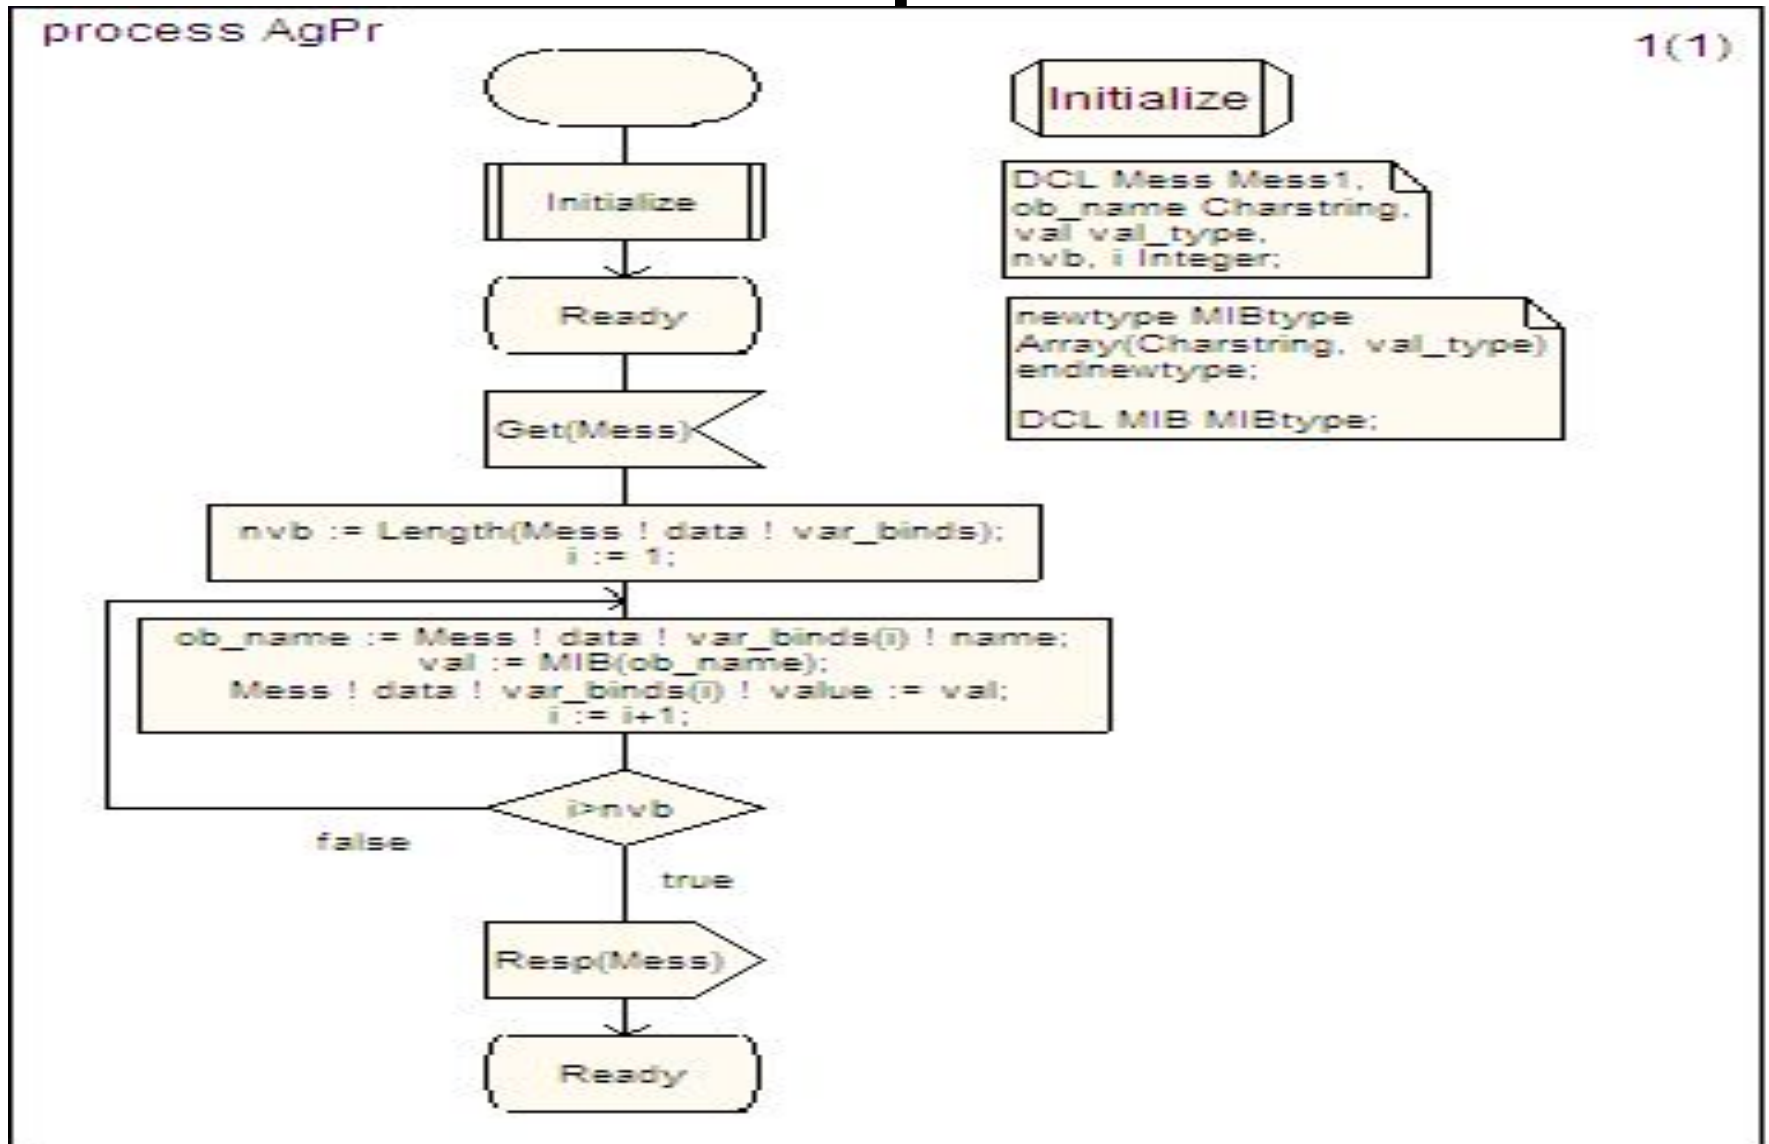 process AgPr
1(1)
Initialize
Initialize
DCL Mess Mess1,
ob_name Charstring,
val val_type,
nvb, i Integer;
Ready
newtype MIBtype
Array(Charstring, val_type)
endnewtype;
DCL MIB MIBtype;
Get(Mess)
nvb := Length(Mess ! data ! var_binds);
i := 1;
ob_name := Mess ! data ! var_binds(i) ! name;
val := MIB(ob_name);
Mess ! data ! var_binds(i) ! value := val;
i := i+1;
i>nvb
false
true
Resp(Mess)
Ready